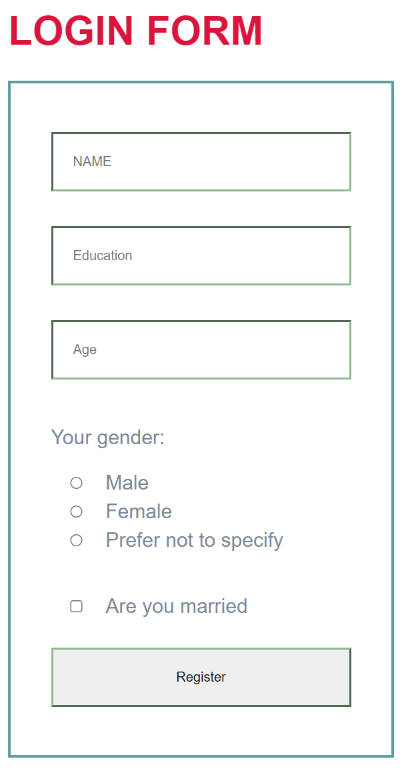 LOGIN FORM
NAME
Education
Age
Your gender:
Male
Female
Prefer not to specify
Are you married
Register